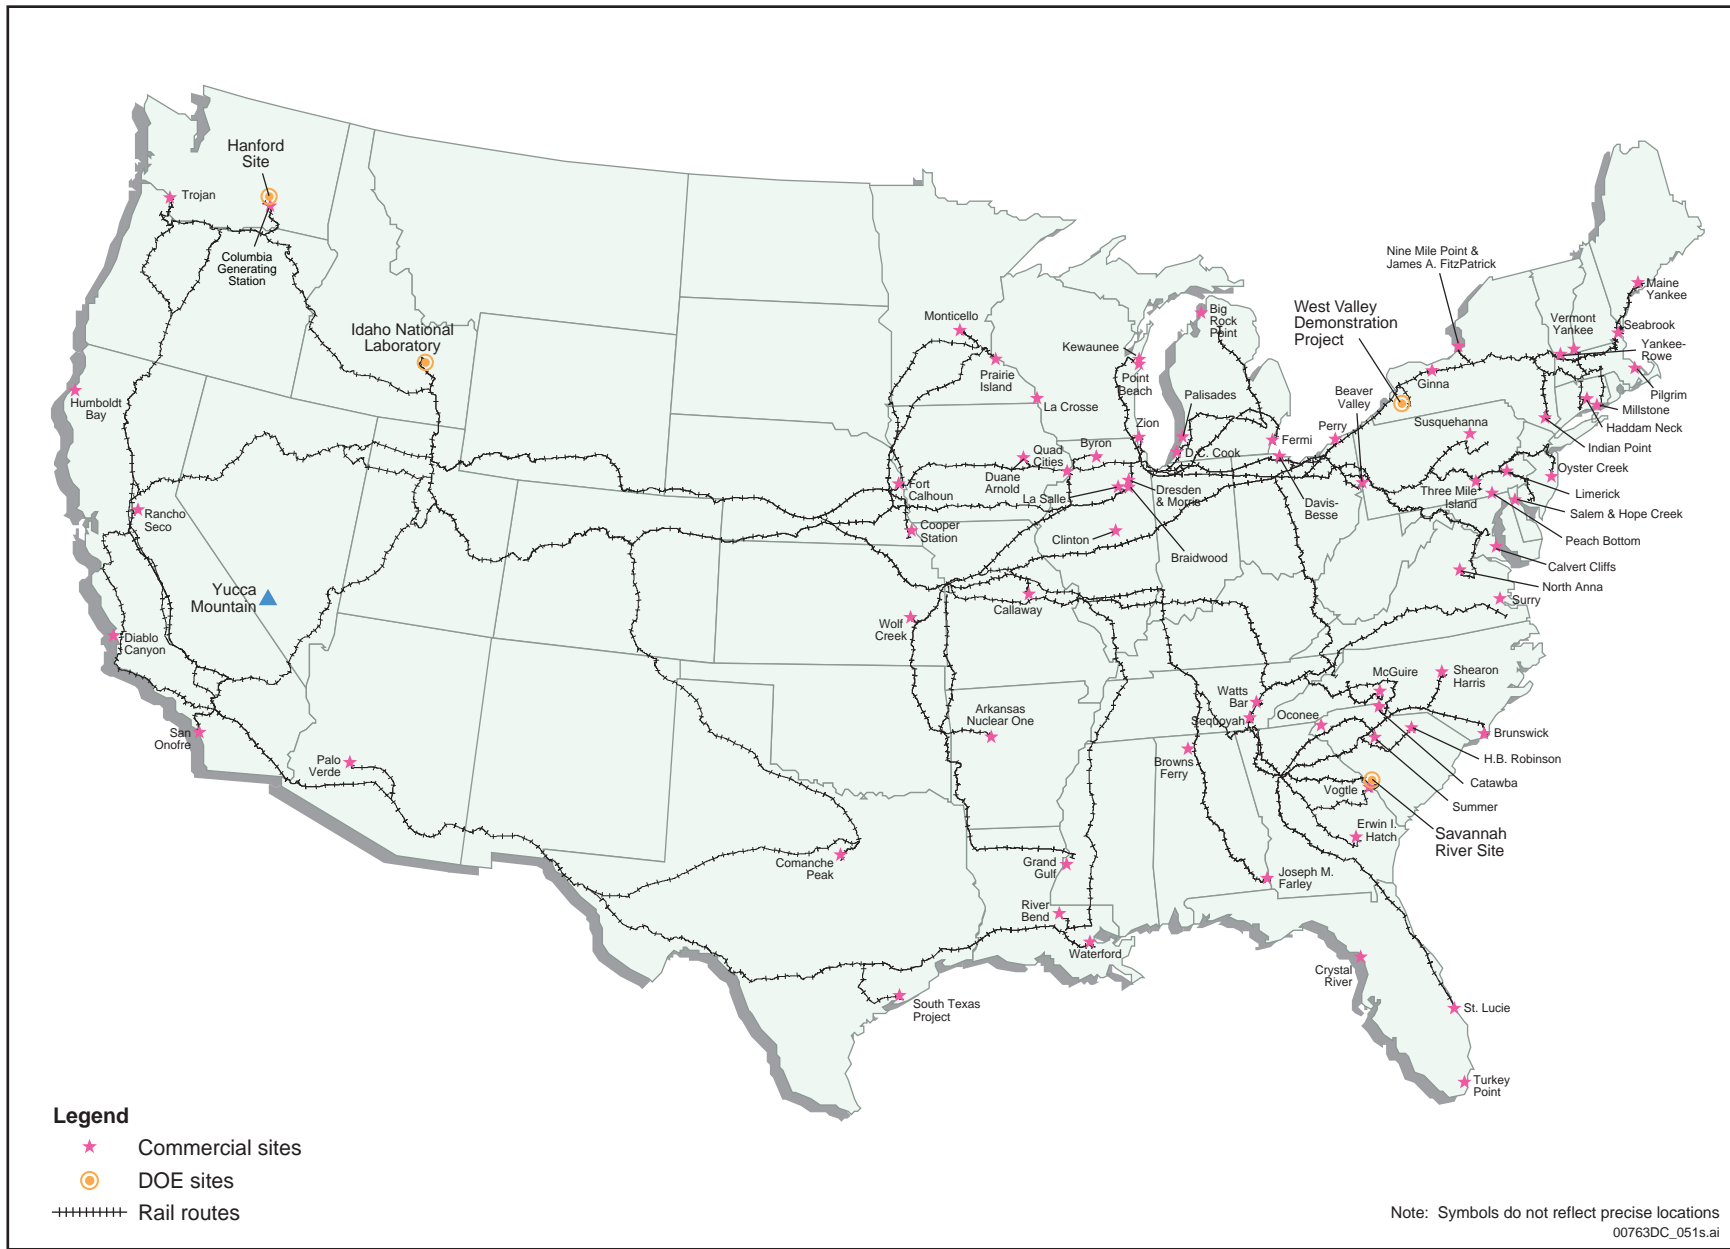 Hanford
Site
Trojan
Columbia
Generating
Station
Idaho National
Laboratory
Humboldt
Bay
Rancho
Seco
Yucca
Mountain
Diablo
Canyon
San
Onofre
Palo
Verde
Monticello
Prairie
Island
La Crosse
Kewaunee
Point
Beach
Zion
Big
Rock
Point
Palisades
D.C. Cook
Fermi
Quad
Cities
Byron
Duane
Arnold
La Salle
Fort
Calhoun
Cooper
Station
Clinton
Dresden
& Morris
Braidwood
Davis-
Besse
Callaway
Wolf
Creek
Arkansas
Nuclear One
Comanche
Peak
Grand
Gulf
River
Bend
Waterford
South Texas
Project
Nine Mile Point &
James A. FitzPatrick
West Valley
Demonstration
Project
Beaver
Valley
Perry
Ginna
Susquehanna
Three Mile
Island
Vermont
Yankee
Maine
Yankee
Seabrook
Yankee-
Rowe
Pilgrim
Millstone
Haddam Neck
Indian Point
Oyster Creek
Limerick
Salem & Hope Creek
Peach Bottom
Calvert Cliffs
North Anna
Surry
McGuire
Shearon
Harris
Watts
Bar
Sequoyah
Oconee
Brunswick
H.B. Robinson
Catawba
Summer
Browns
Ferry
Vogtle
Savannah
River Site
Erwin I.
Hatch
Joseph M.
Farley
Crystal
River
St. Lucie
Turkey
Point
Legend
Commercial sites
DOE sites
Rail routes
Note: Symbols do not reflect precise locations
00763DC_051s.ai